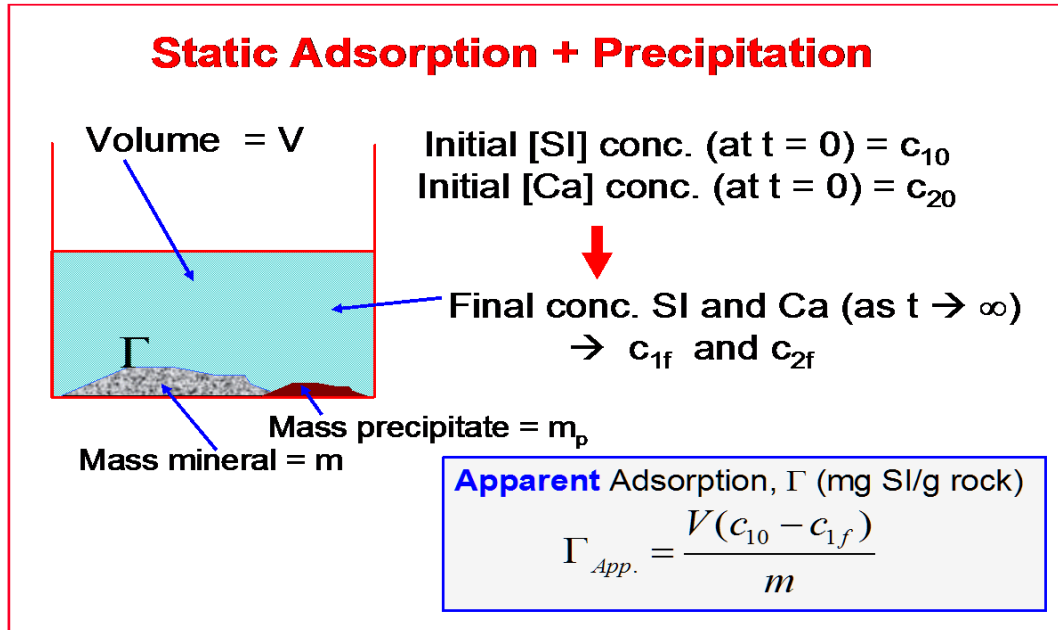 Static Adsorption + Precipitation
Volume = V
Initial [SI] conc. (at t = 0) = c₁₀
Initial [Ca] conc. (at t = 0) = c₂₀
Final conc. SI and Ca (as t → ∞)
→ c₁f and c₂f
Γ
Mass precipitate = mₚ
Mass mineral = m
Apparent Adsorption, Γ (mg SI/g rock)
Γ_App. = V(c₁₀ − c₁f) / m